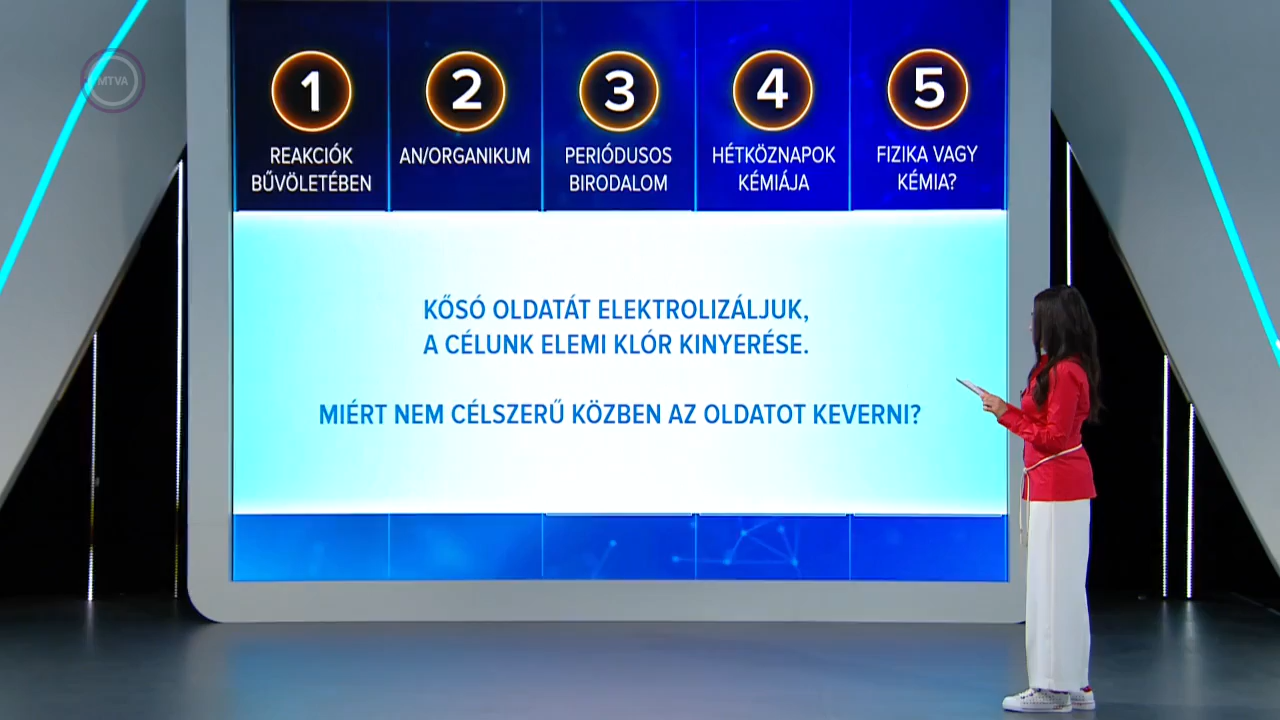 MTVA
1
REAKCIÓK
BŰVÖLETÉBEN
2
AN/ORGANIKUM
3
PERIÓDUSOS
BIRODALOM
4
HÉTKÖZNAPOK
KÉMIÁJA
5
FIZIKA VAGY
KÉMIA?
KŐSÓ OLDATÁT ELEKTROLIZÁLJUK,
A CÉLUNK ELEMI KLÓR KINYERÉSE.
MIÉRT NEM CÉLSZERŰ KÖZBEN AZ OLDATOT KEVERNI?